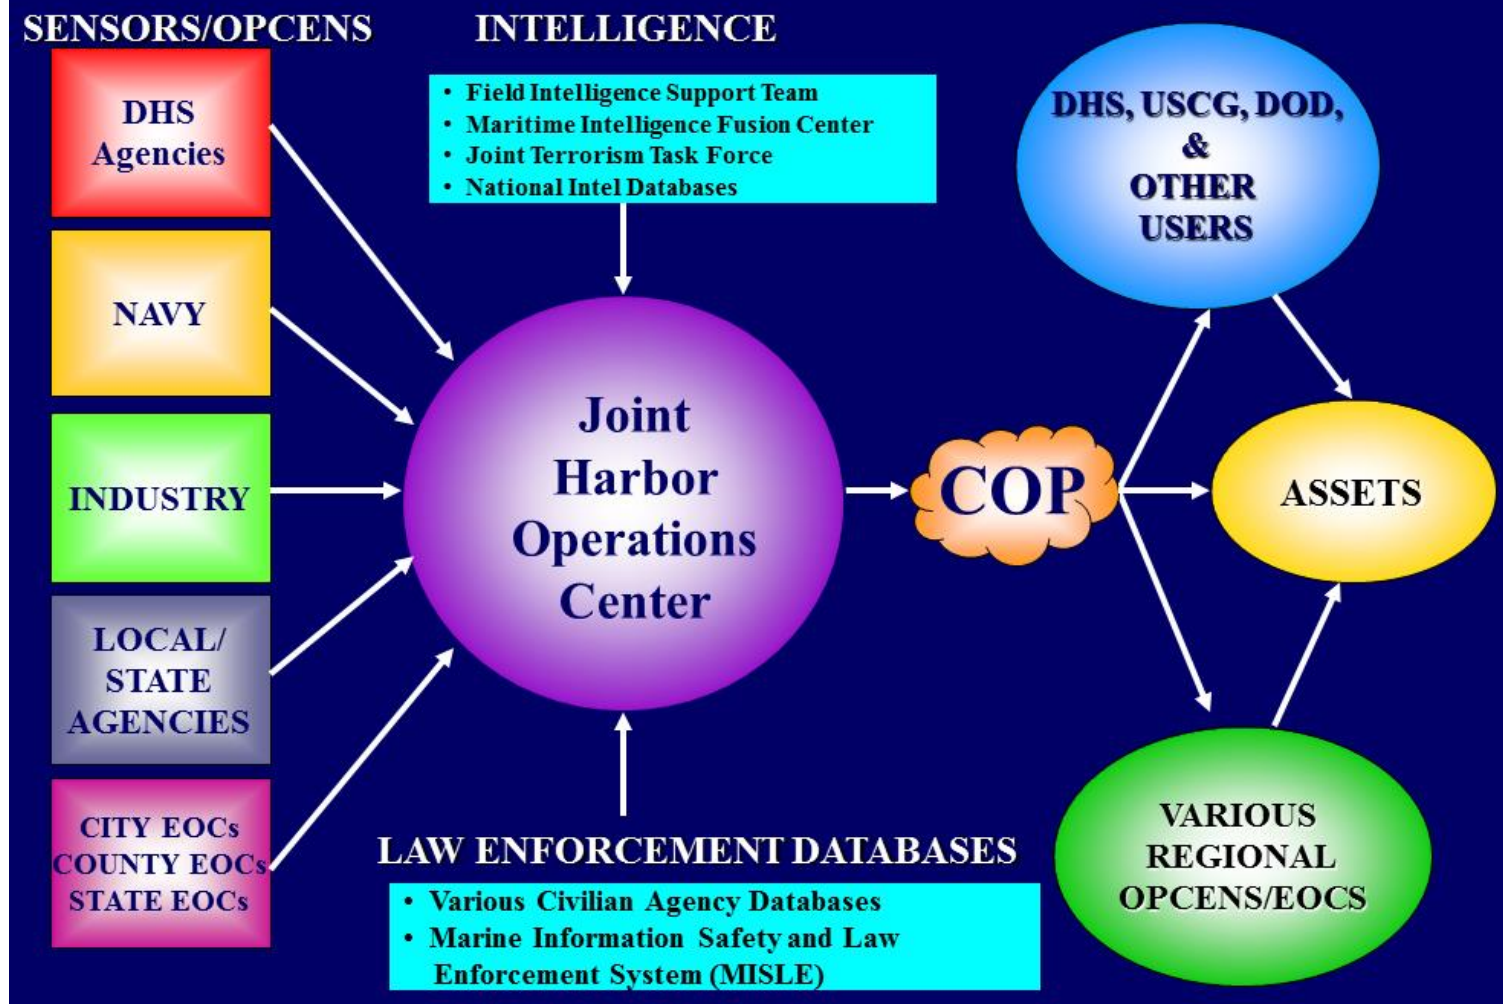 SENSORS/OPCENS
DHS
Agencies
NAVY
INDUSTRY
LOCAL/
STATE
AGENCIES
CITY EOCs
COUNTY EOCs
STATE EOCs
INTELLIGENCE
• Field Intelligence Support Team
• Maritime Intelligence Fusion Center
• Joint Terrorism Task Force
• National Intel Databases
Joint
Harbor
Operations
Center
LAW ENFORCEMENT DATABASES
• Various Civilian Agency Databases
• Marine Information Safety and Law
Enforcement System (MISLE)
COP
DHS, USCG, DOD,
&
OTHER
USERS
ASSETS
VARIOUS
REGIONAL
OPCENS/EOCS